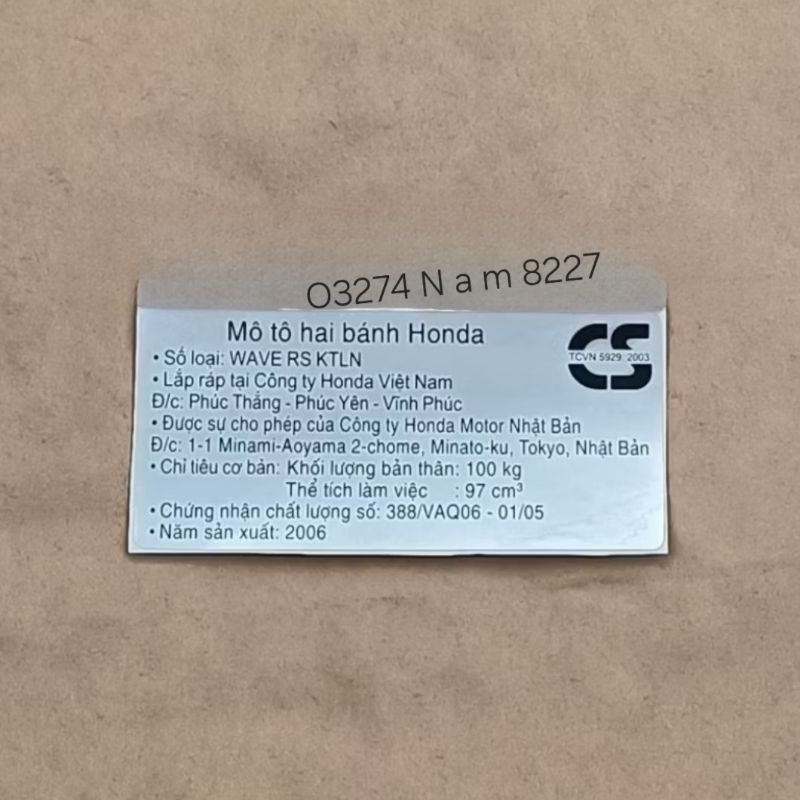 O3274 N a m 8227
Mô tô hai bánh Honda
• Số loại: WAVE RS KTLN
• Lắp ráp tại Công ty Honda Việt Nam
Đ/c: Phúc Thắng - Phúc Yên - Vĩnh Phúc
• Được sự cho phép của Công ty Honda Motor Nhật Bản
Đ/c: 1-1 Minami-Aoyama 2-chome, Minato-ku, Tokyo, Nhật Bản
• Chỉ tiêu cơ bản: Khối lượng bản thân: 100 kg
Thể tích làm việc : 97 cm³
• Chứng nhận chất lượng số: 388/VAQ06 - 01/05
• Năm sản xuất: 2006
CS
TCVN 5929: 2003